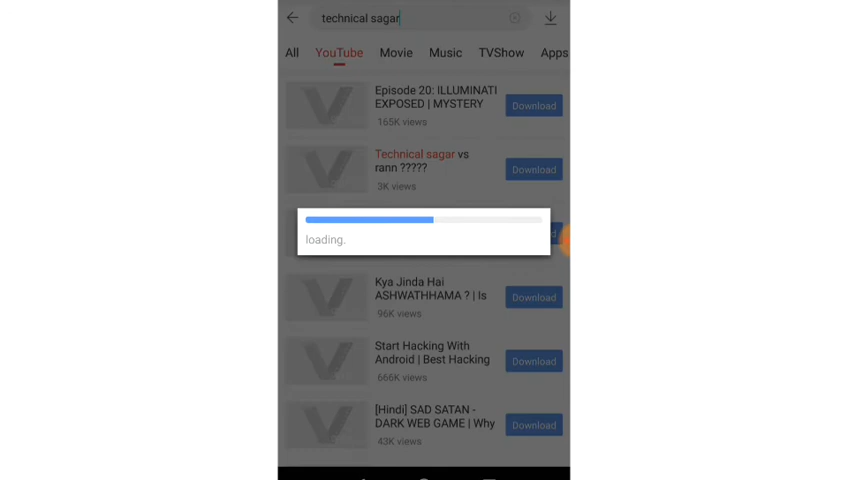 technical sagar
All YouTube Movie Music TVShow Apps
Episode 20: ILLUMINATI
EXPOSED | MYSTERY
165K views
Download
Technical sagar vs
rann ?????
3K views
Download
loading.
Kya Jinda Hai
ASHWATHHAMA ? | Is
96K views
Download
Start Hacking With
Android | Best Hacking
666K views
Download
[Hindi] SAD SATAN -
DARK WEB GAME | Why
43K views
Download